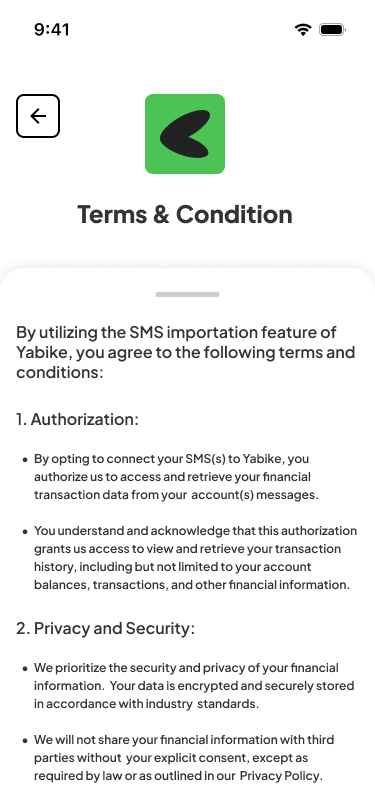 9:41
Terms & Condition
By utilizing the SMS importation feature of
Yabike, you agree to the following terms and
conditions:
1. Authorization:
• By opting to connect your SMS(s) to Yabike, you
authorize us to access and retrieve your financial
transaction data from your account(s) messages.
• You understand and acknowledge that this authorization
grants us access to view and retrieve your transaction
history, including but not limited to your account
balances, transactions, and other financial information.
2. Privacy and Security:
• We prioritize the security and privacy of your financial
information. Your data is encrypted and securely stored
in accordance with industry standards.
• We will not share your financial information with third
parties without your explicit consent, except as
required by law or as outlined in our Privacy Policy.